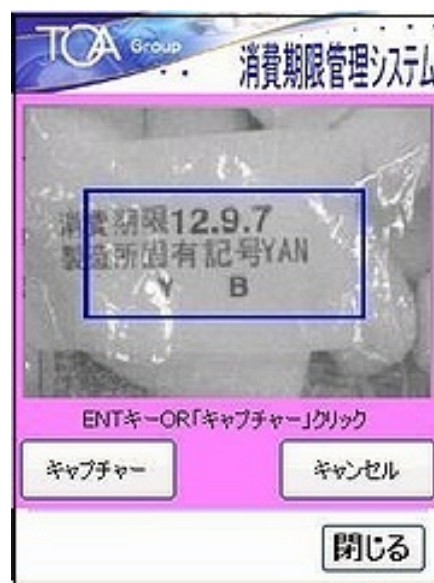 TOA Group
消費期限管理システム
消費期限12.9.7
製造所固有記号YAN
Y B
ENTキーOR「キャプチャー」クリック
キャプチャー
キャンセル
閉じる